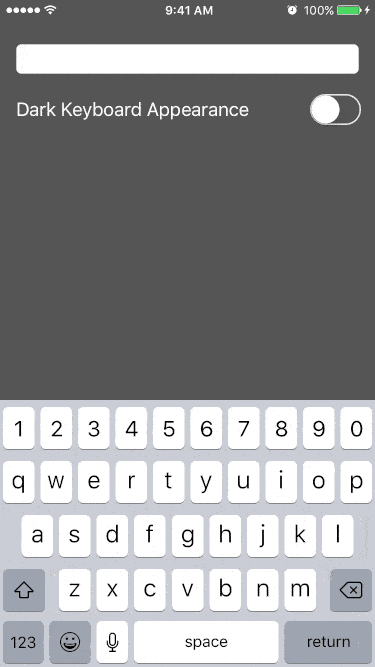 9:41 AM 100%
Dark Keyboard Appearance
1 2 3 4 5 6 7 8 9 0
q w e r t y u i o p
a s d f g h j k l
z x c v b n m
123 space return